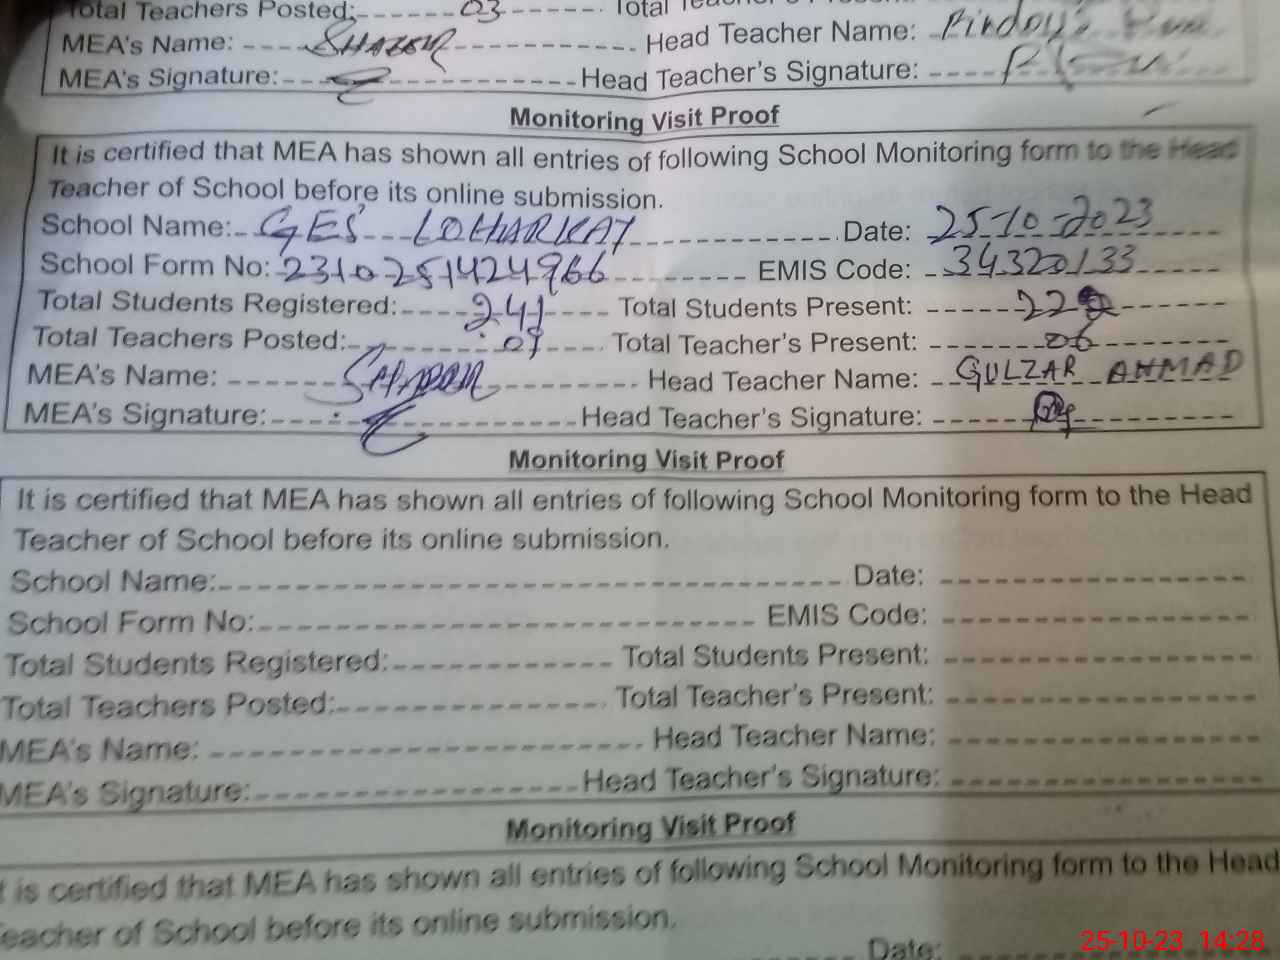 Total Teachers Posted: 03 Total
MEA's Name: Head Teacher Name:
MEA's Signature: Head Teacher's Signature:
Monitoring Visit Proof
It is certified that MEA has shown all entries of following School Monitoring form to the Head
Teacher of School before its online submission.
School Name: GES LOHARKAY Date: 25-10-2023
School Form No: 2310251424966 EMIS Code: 34320133
Total Students Registered: 241 Total Students Present:
Total Teachers Posted: 07 Total Teacher's Present: 06
MEA's Name: Head Teacher Name: GULZAR AHMAD
MEA's Signature: Head Teacher's Signature:
Monitoring Visit Proof
It is certified that MEA has shown all entries of following School Monitoring form to the Head
Teacher of School before its online submission.
School Name: Date:
School Form No: EMIS Code:
Total Students Registered: Total Students Present:
Total Teachers Posted: Total Teacher's Present:
MEA's Name: Head Teacher Name:
MEA's Signature: Head Teacher's Signature:
Monitoring Visit Proof
t is certified that MEA has shown all entries of following School Monitoring form to the Head
eacher of School before its online submission.
Date:
25-10-23 14:28